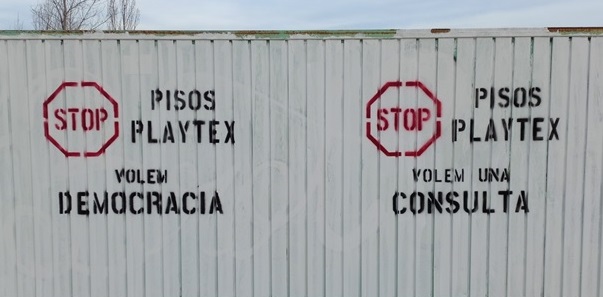 STOP
PISOS
PLAYTEX
VOLEM
DEMOCRACIA
STOP
PISOS
PLAYTEX
VOLEM UNA
CONSULTA